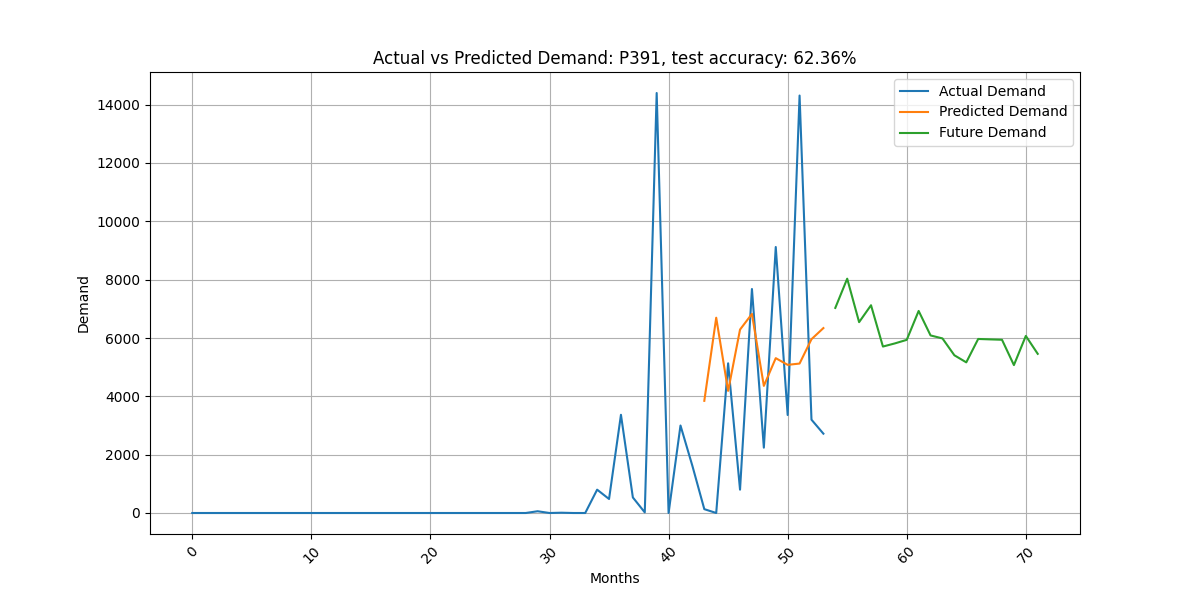 Actual vs Predicted Demand: P391, test accuracy: 62.36%
Actual Demand
Predicted Demand
Future Demand
14000
12000
10000
8000
6000
4000
2000
0
Demand
0 10 20 30 40 50 60 70
Months